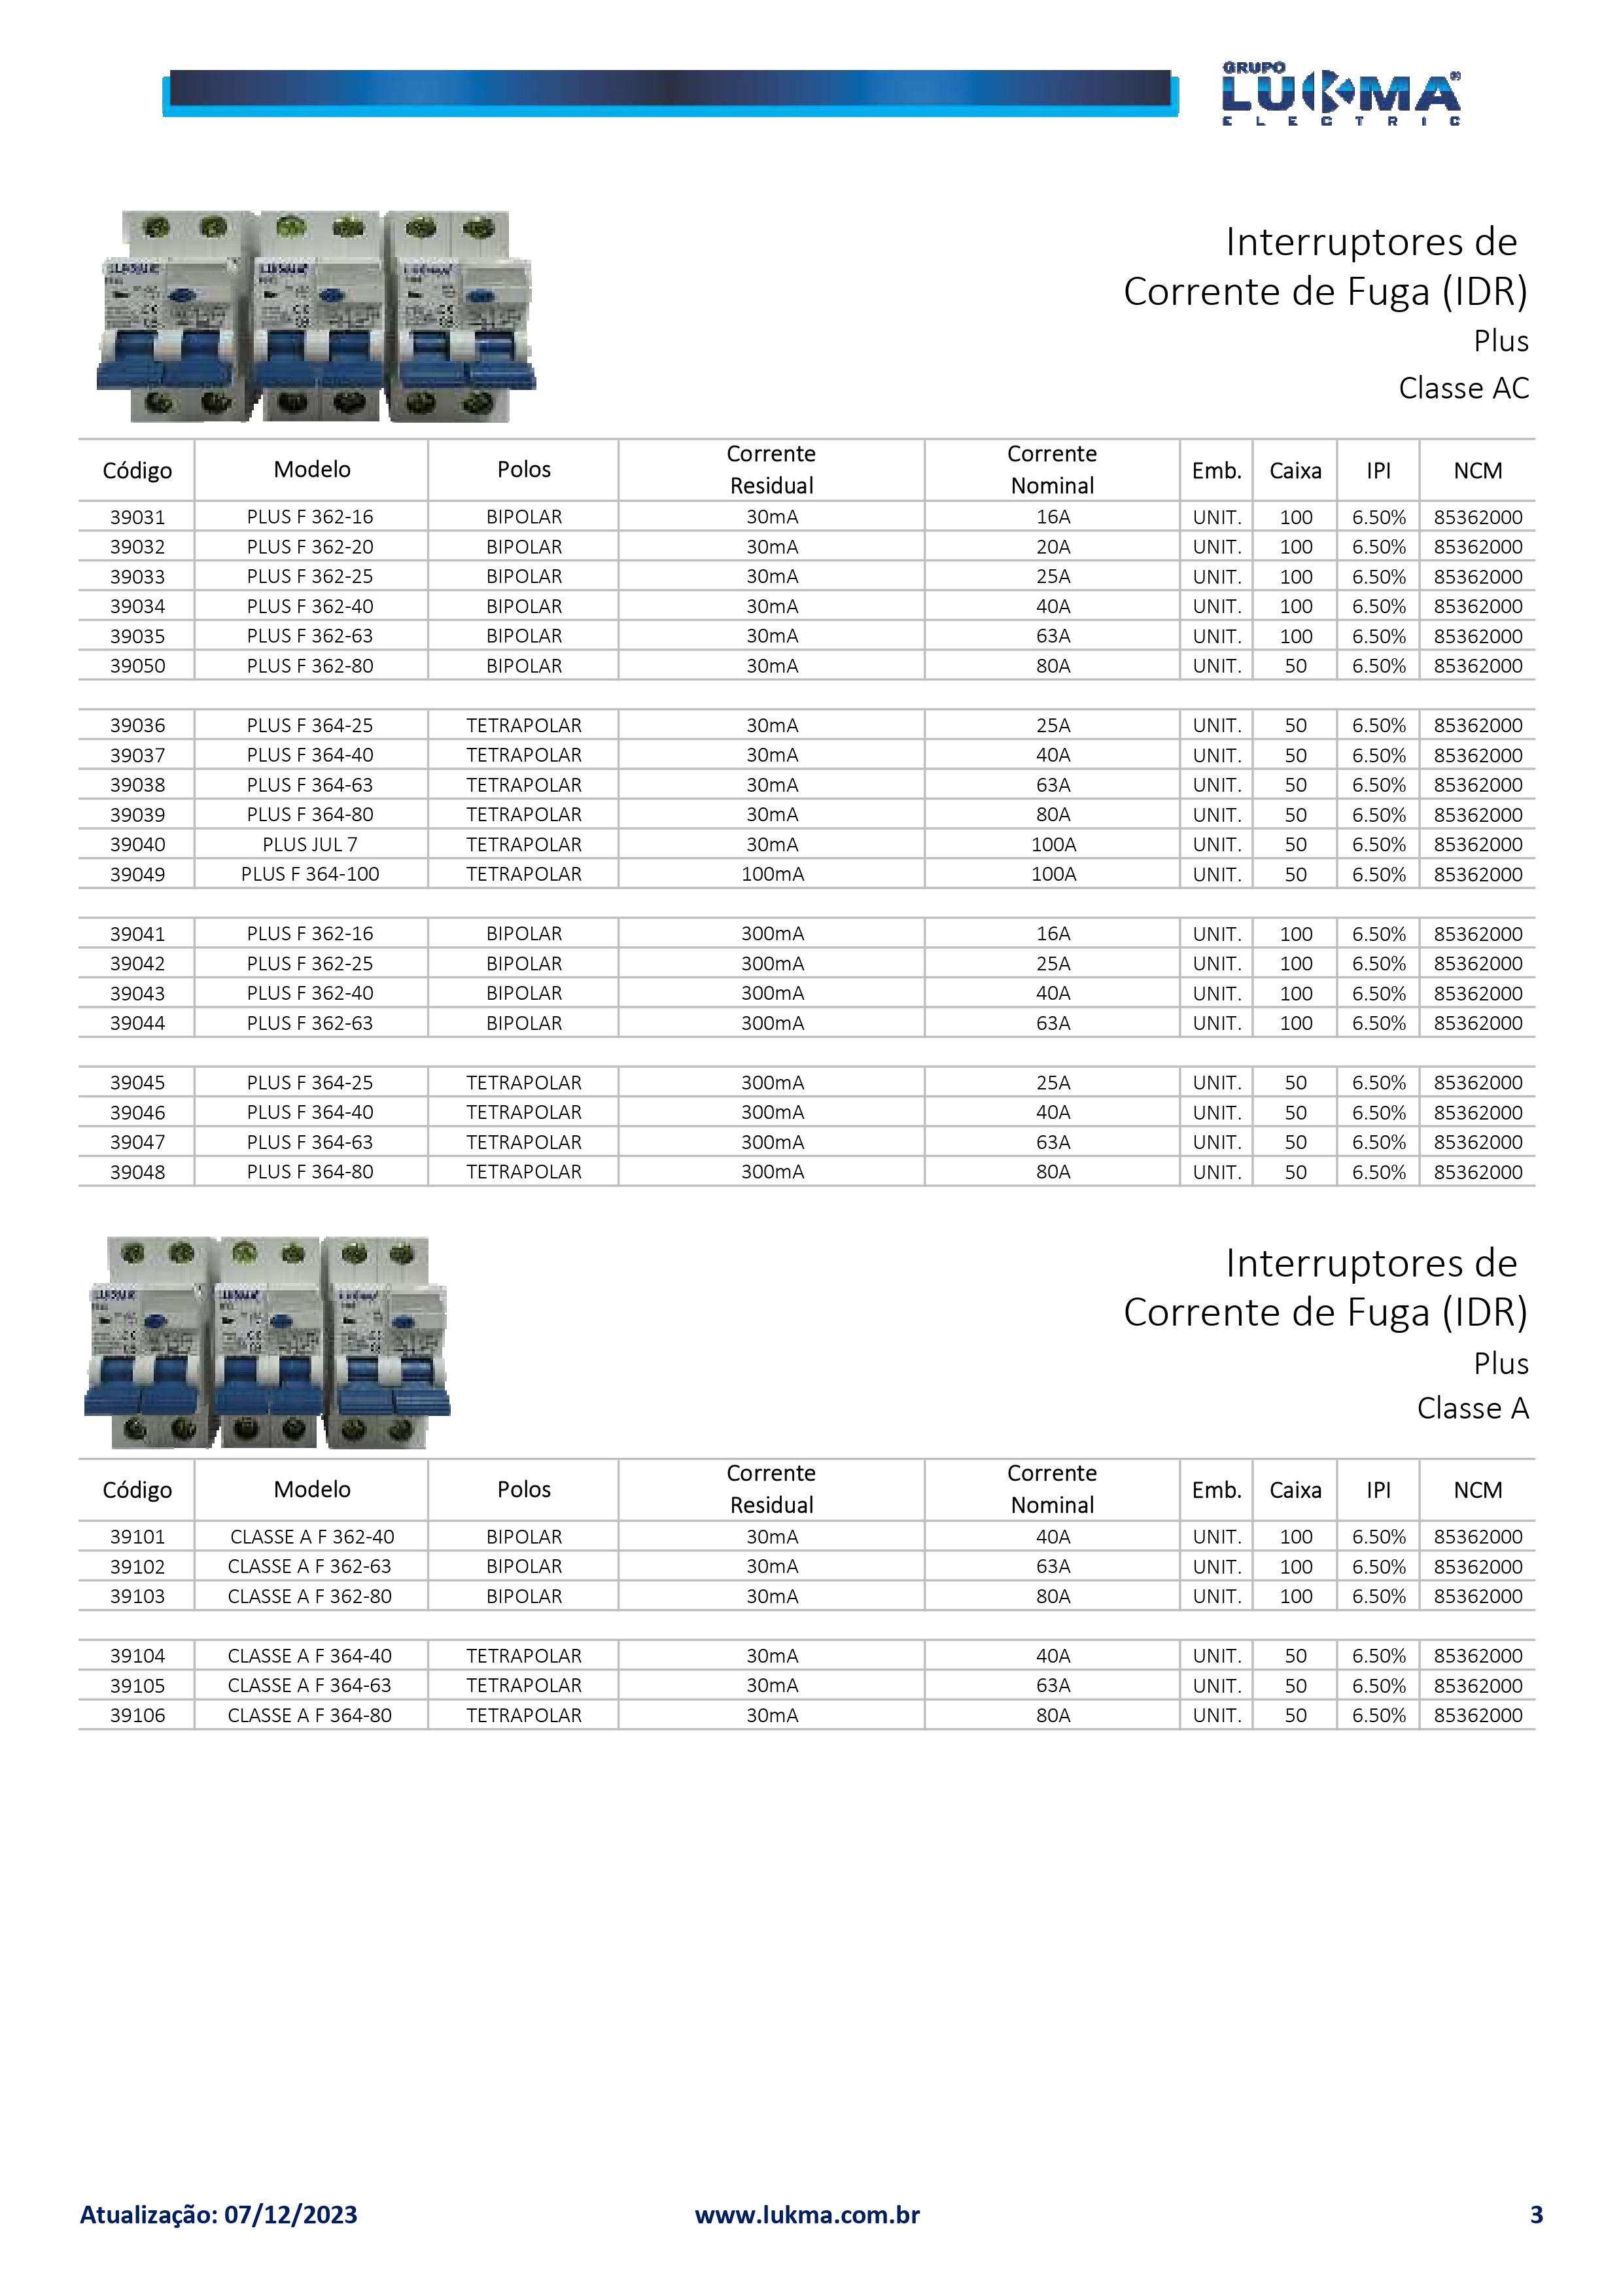 GRUPO
LUKMA®
ELECTRIC
Interruptores de
Corrente de Fuga (IDR)
Plus
Classe AC
Código Modelo Polos Corrente Residual Corrente Nominal Emb. Caixa IPI NCM
39031 PLUS F 362-16 BIPOLAR 30mA 16A UNIT. 100 6.50% 85362000
39032 PLUS F 362-20 BIPOLAR 30mA 20A UNIT. 100 6.50% 85362000
39033 PLUS F 362-25 BIPOLAR 30mA 25A UNIT. 100 6.50% 85362000
39034 PLUS F 362-40 BIPOLAR 30mA 40A UNIT. 100 6.50% 85362000
39035 PLUS F 362-63 BIPOLAR 30mA 63A UNIT. 100 6.50% 85362000
39050 PLUS F 362-80 BIPOLAR 30mA 80A UNIT. 50 6.50% 85362000
39036 PLUS F 364-25 TETRAPOLAR 30mA 25A UNIT. 50 6.50% 85362000
39037 PLUS F 364-40 TETRAPOLAR 30mA 40A UNIT. 50 6.50% 85362000
39038 PLUS F 364-63 TETRAPOLAR 30mA 63A UNIT. 50 6.50% 85362000
39039 PLUS F 364-80 TETRAPOLAR 30mA 80A UNIT. 50 6.50% 85362000
39040 PLUS JUL 7 TETRAPOLAR 30mA 100A UNIT. 50 6.50% 85362000
39049 PLUS F 364-100 TETRAPOLAR 100mA 100A UNIT. 50 6.50% 85362000
39041 PLUS F 362-16 BIPOLAR 300mA 16A UNIT. 100 6.50% 85362000
39042 PLUS F 362-25 BIPOLAR 300mA 25A UNIT. 100 6.50% 85362000
39043 PLUS F 362-40 BIPOLAR 300mA 40A UNIT. 100 6.50% 85362000
39044 PLUS F 362-63 BIPOLAR 300mA 63A UNIT. 100 6.50% 85362000
39045 PLUS F 364-25 TETRAPOLAR 300mA 25A UNIT. 50 6.50% 85362000
39046 PLUS F 364-40 TETRAPOLAR 300mA 40A UNIT. 50 6.50% 85362000
39047 PLUS F 364-63 TETRAPOLAR 300mA 63A UNIT. 50 6.50% 85362000
39048 PLUS F 364-80 TETRAPOLAR 300mA 80A UNIT. 50 6.50% 85362000
Interruptores de
Corrente de Fuga (IDR)
Plus
Classe A
Código Modelo Polos Corrente Residual Corrente Nominal Emb. Caixa IPI NCM
39101 CLASSE A F 362-40 BIPOLAR 30mA 40A UNIT. 100 6.50% 85362000
39102 CLASSE A F 362-63 BIPOLAR 30mA 63A UNIT. 100 6.50% 85362000
39103 CLASSE A F 362-80 BIPOLAR 30mA 80A UNIT. 100 6.50% 85362000
39104 CLASSE A F 364-40 TETRAPOLAR 30mA 40A UNIT. 50 6.50% 85362000
39105 CLASSE A F 364-63 TETRAPOLAR 30mA 63A UNIT. 50 6.50% 85362000
39106 CLASSE A F 364-80 TETRAPOLAR 30mA 80A UNIT. 50 6.50% 85362000
Atualização: 07/12/2023 www.lukma.com.br 3